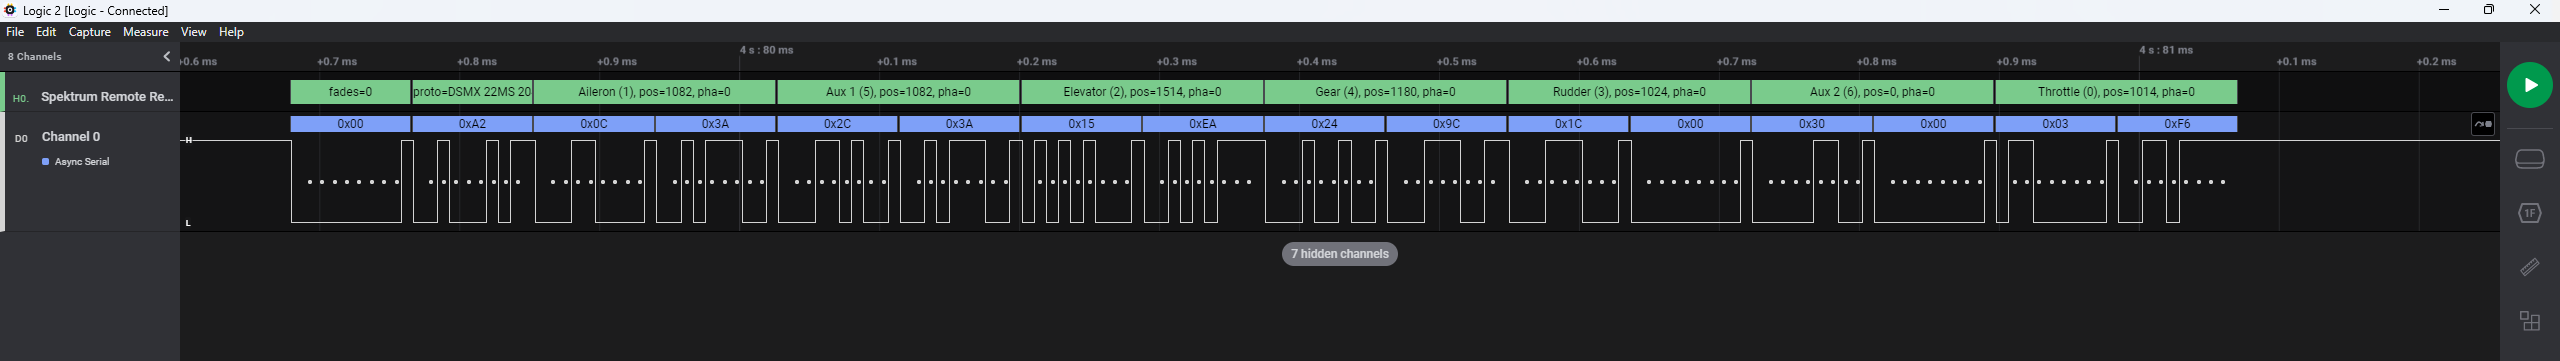 Logic 2 [Logic - Connected]
File Edit Capture Measure View Help
8 Channels
4 s : 80 ms 4 s : 81 ms
+0.6 ms +0.7 ms +0.8 ms +0.9 ms +0.1 ms +0.2 ms +0.3 ms +0.4 ms +0.5 ms +0.6 ms +0.7 ms +0.8 ms +0.9 ms +0.1 ms +0.2 ms
H0. Spektrum Remote Re... fades=0 proto=DSMX 22MS 20 Aileron (1), pos=1082, pha=0 Aux 1 (5), pos=1082, pha=0 Elevator (2), pos=1514, pha=0 Gear (4), pos=1180, pha=0 Rudder (3), pos=1024, pha=0 Aux 2 (6), pos=0, pha=0 Throttle (0), pos=1014, pha=0
0x00 0xA2 0x0C 0x3A 0x2C 0x3A 0x15 0xEA 0x24 0x9C 0x1C 0x00 0x30 0x00 0x03 0xF6
D0 Channel 0
H
Async Serial
L
1F
7 hidden channels